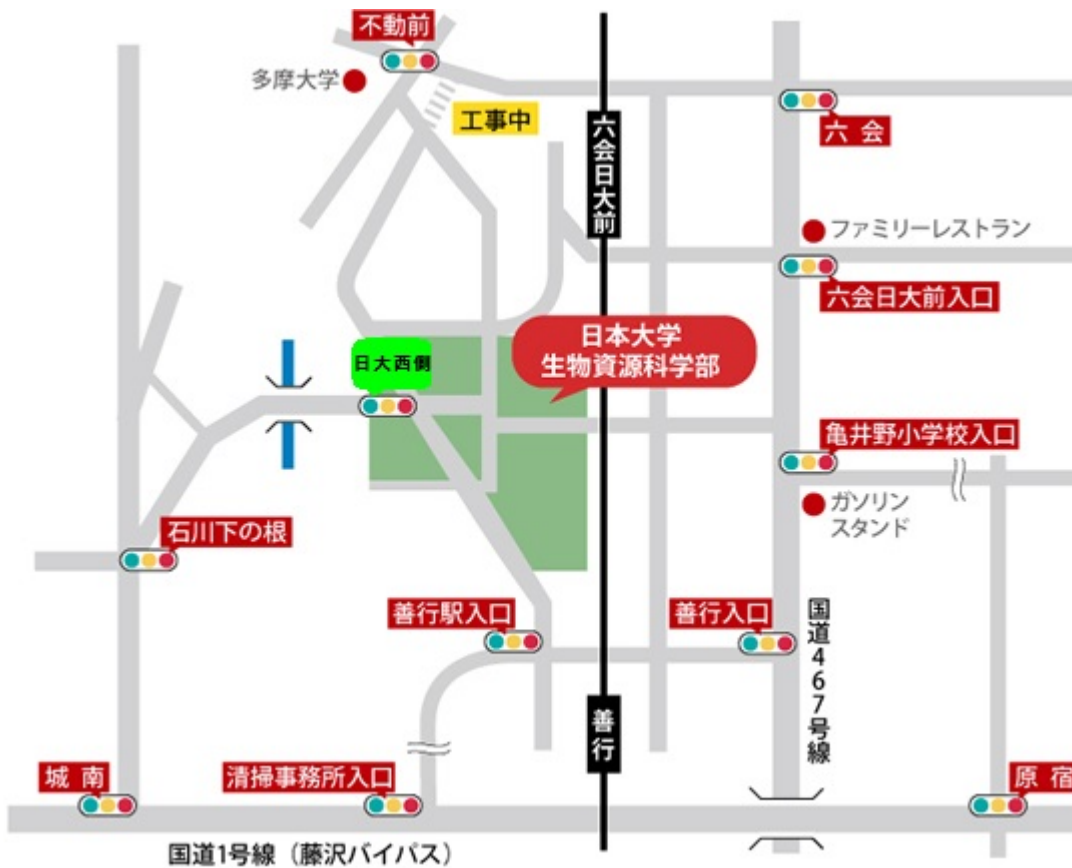 不動前
多摩大学
工事中
六会日大前
六会
ファミリーレストラン
六会日大前入口
日本大学
生物資源科学部
日大西側
亀井野小学校入口
ガソリン
スタンド
石川下の根
善行駅入口
善行入口
国道467号線
善行
城南
清掃事務所入口
原宿
国道1号線（藤沢バイパス）